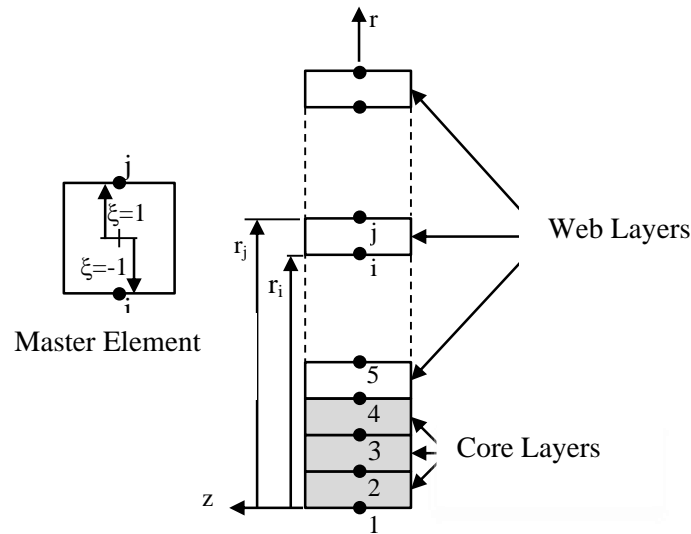 r
j
ξ=1
ξ=-1
i
Master Element
r_j
r_i
j
i
Web Layers
5
4
3
2
1
Core Layers
z